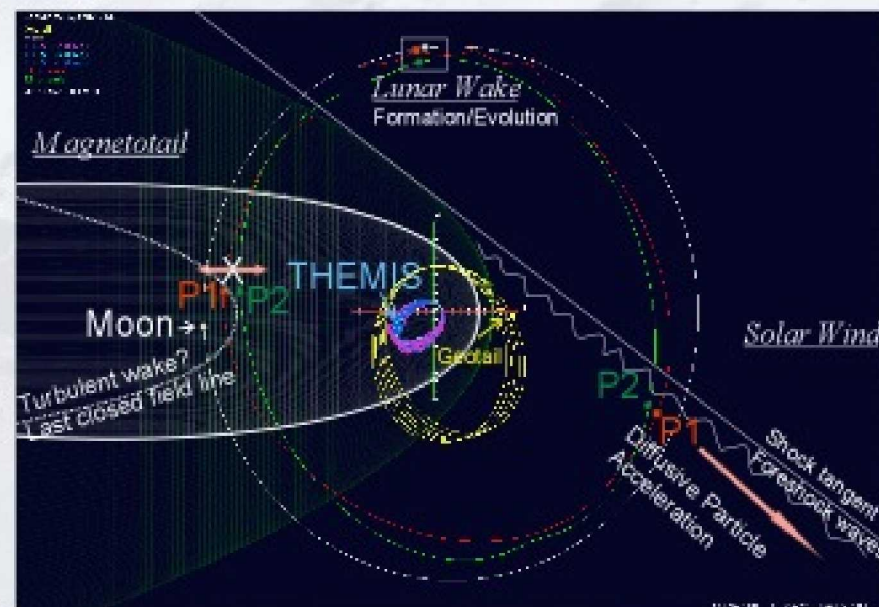 Lunar Wake
Formation/Evolution
Magnetotail
THEMIS
P1
P2
Moon
Geotail
Solar Wind
Turbulent wake?
Last closed field line
P2
P1
Diffusive Particle
Acceleration
Shock tangent
Foreshock waves